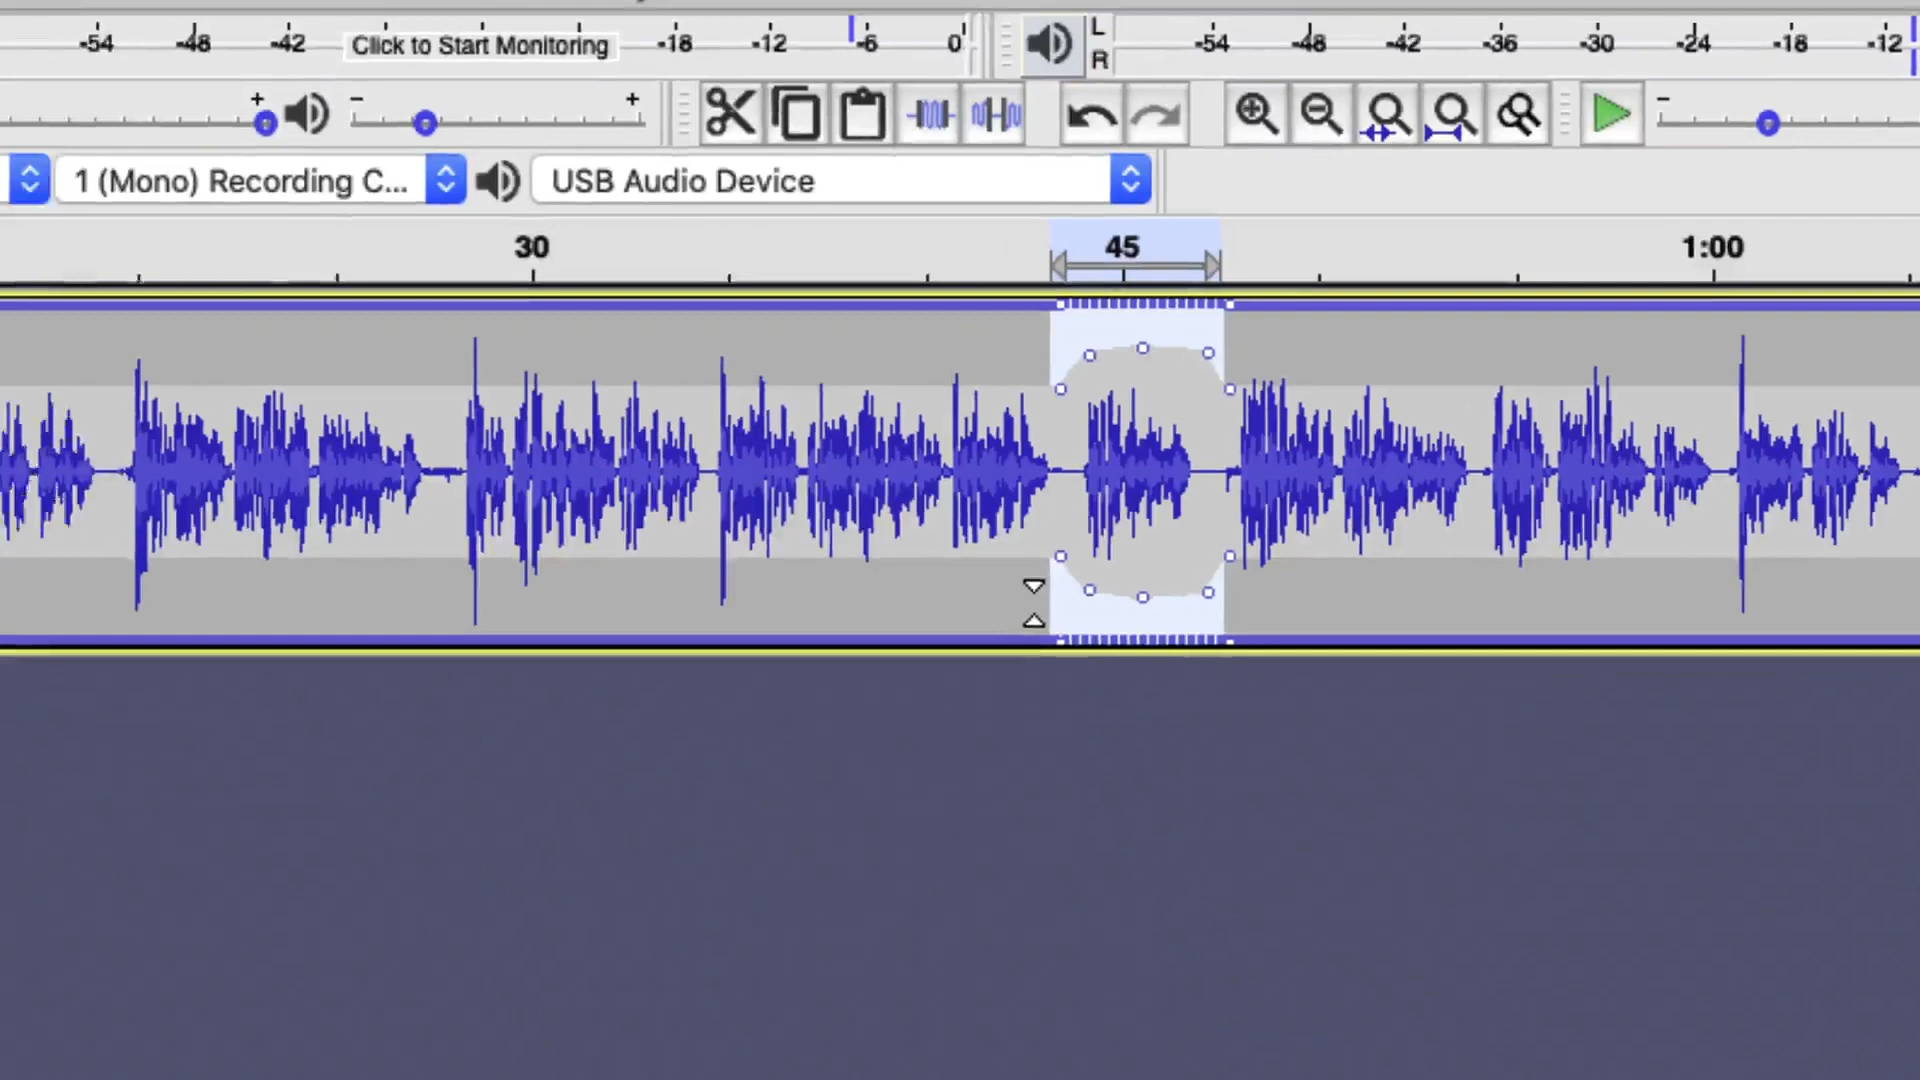 -54 -48 -42 Click to Start Monitoring -18 -12 -6 0 L -54 -48 -42 -36 -30 -24 -18 -12
R
+ - + -
1 (Mono) Recording C... USB Audio Device
30 45 1:00